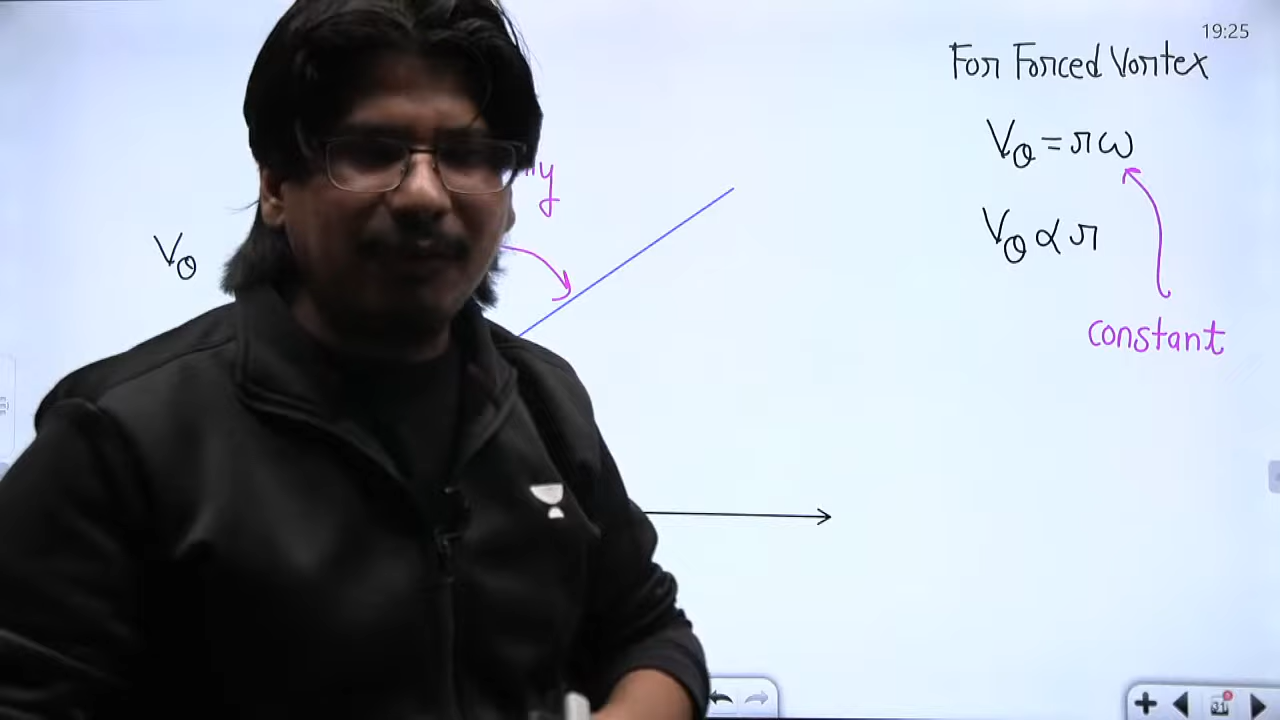 19:25
For Forced Vortex
Vθ = rω
Vθ ∝ r
constant
Vθ